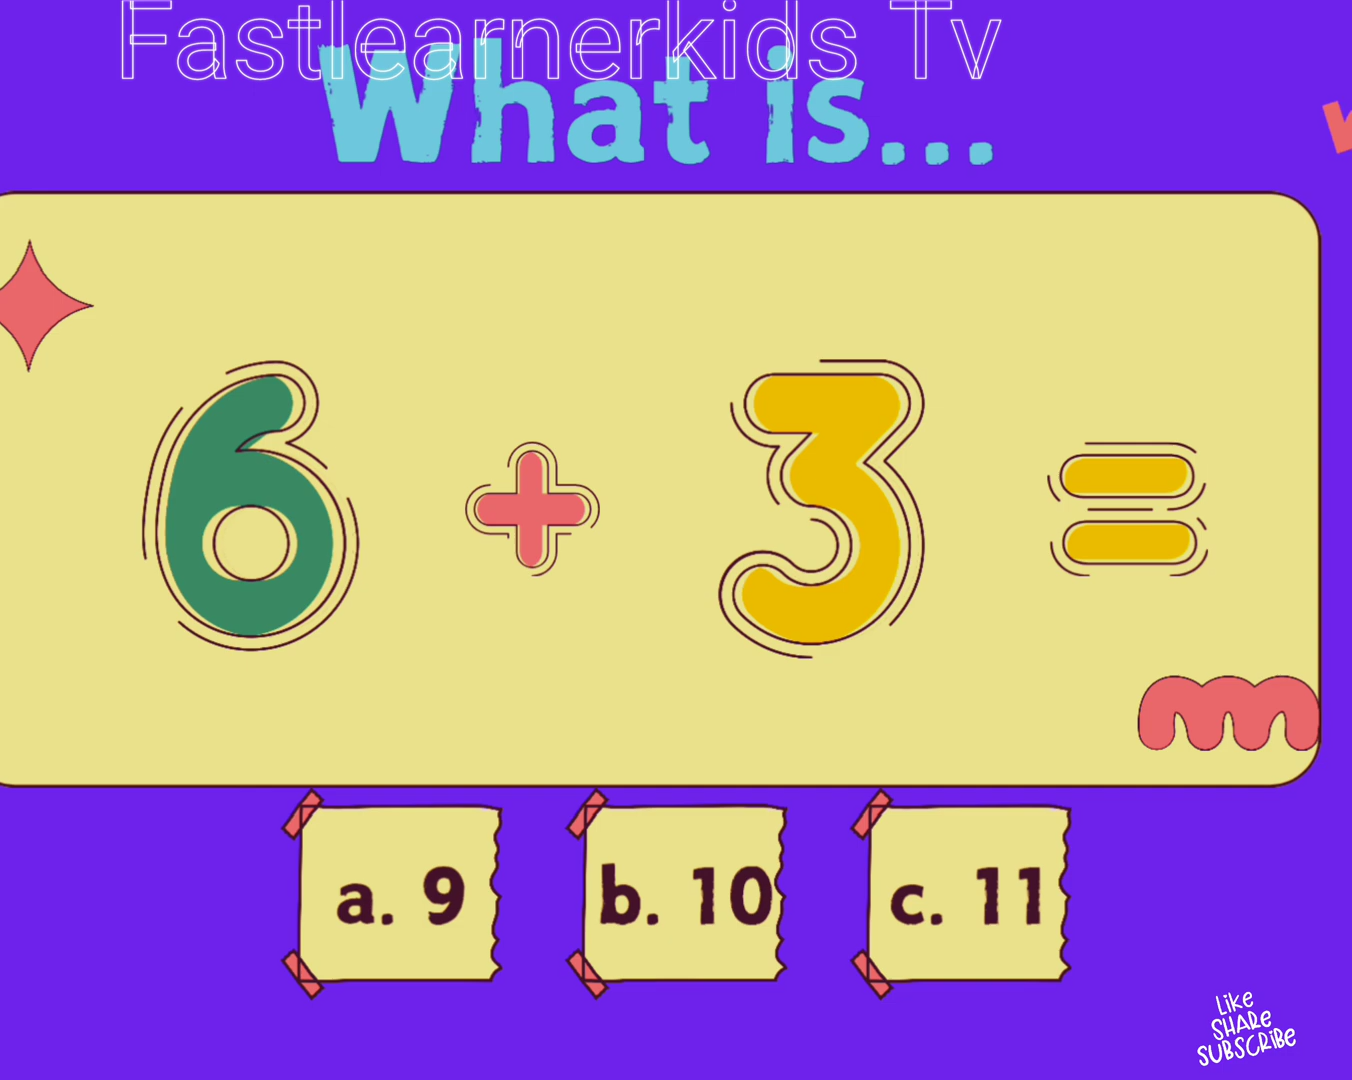 Fastlearnerkids Tv
What is...
6 + 3 =
a. 9
b. 10
c. 11
LIKE
SHARE
SUBSCRIBE